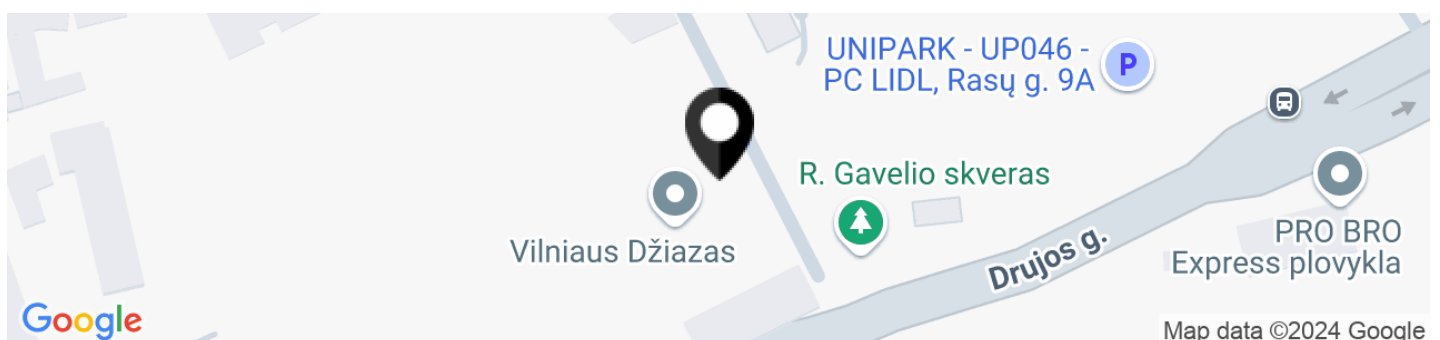 UNIPARK - UP046 -
PC LIDL, Rasų g. 9A
P
R. Gavelio skveras
Vilniaus Džiazas
Drujos g.
PRO BRO
Express plovykla
Google
Map data ©2024 Google